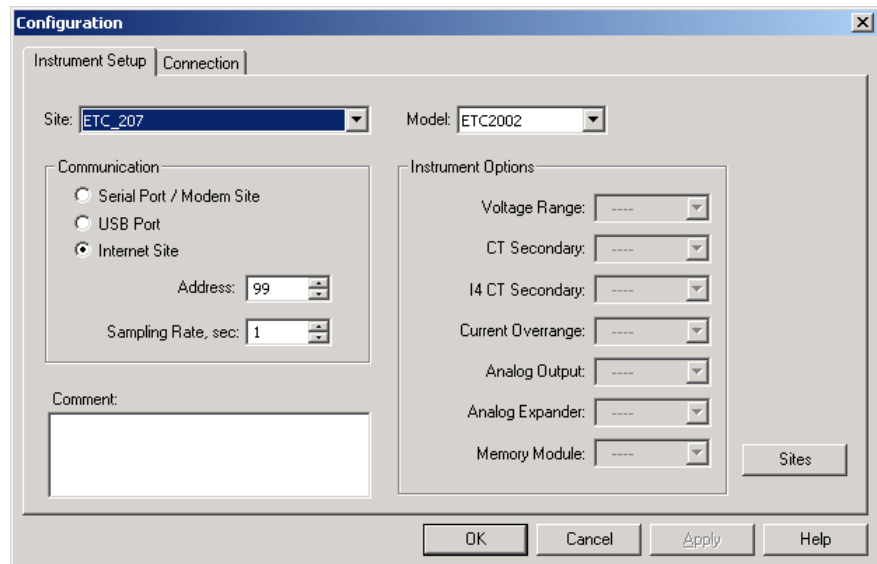 Configuration
Instrument Setup
Connection
Site: ETC_207
Model: ETC2002
Communication
Serial Port / Modem Site
USB Port
Internet Site
Address: 99
Sampling Rate, sec: 1
Comment:
Instrument Options
Voltage Range: ----
CT Secondary: ----
I4 CT Secondary: ----
Current Overrange: ----
Analog Output: ----
Analog Expander: ----
Memory Module: ----
Sites
OK
Cancel
Apply
Help